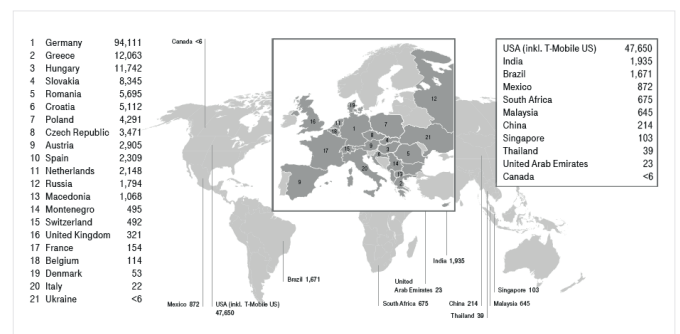 1 Germany 94,111
2 Greece 12,063
3 Hungary 11,742
4 Slovakia 8,345
5 Romania 5,695
6 Croatia 5,112
7 Poland 4,291
8 Czech Republic 3,471
9 Austria 2,905
10 Spain 2,309
11 Netherlands 2,148
12 Russia 1,794
13 Macedonia 1,068
14 Montenegro 495
15 Switzerland 492
16 United Kingdom 321
17 France 154
18 Belgium 114
19 Denmark 53
20 Italy 22
21 Ukraine <6
Canada <6
USA (inkl. T-Mobile US) 47,650
India 1,935
Brazil 1,671
Mexico 872
South Africa 675
Malaysia 645
China 214
Singapore 103
Thailand 39
United Arab Emirates 23
Canada <6
12
7
1
21
17
5
India 1,935
Brazil 1,671
United
Arab Emirates 23
Singapore 103
Mexico 872
USA (inkl. T-Mobile US)
47,650
South Africa 675
China 214
Malaysia 645
Thailand 39